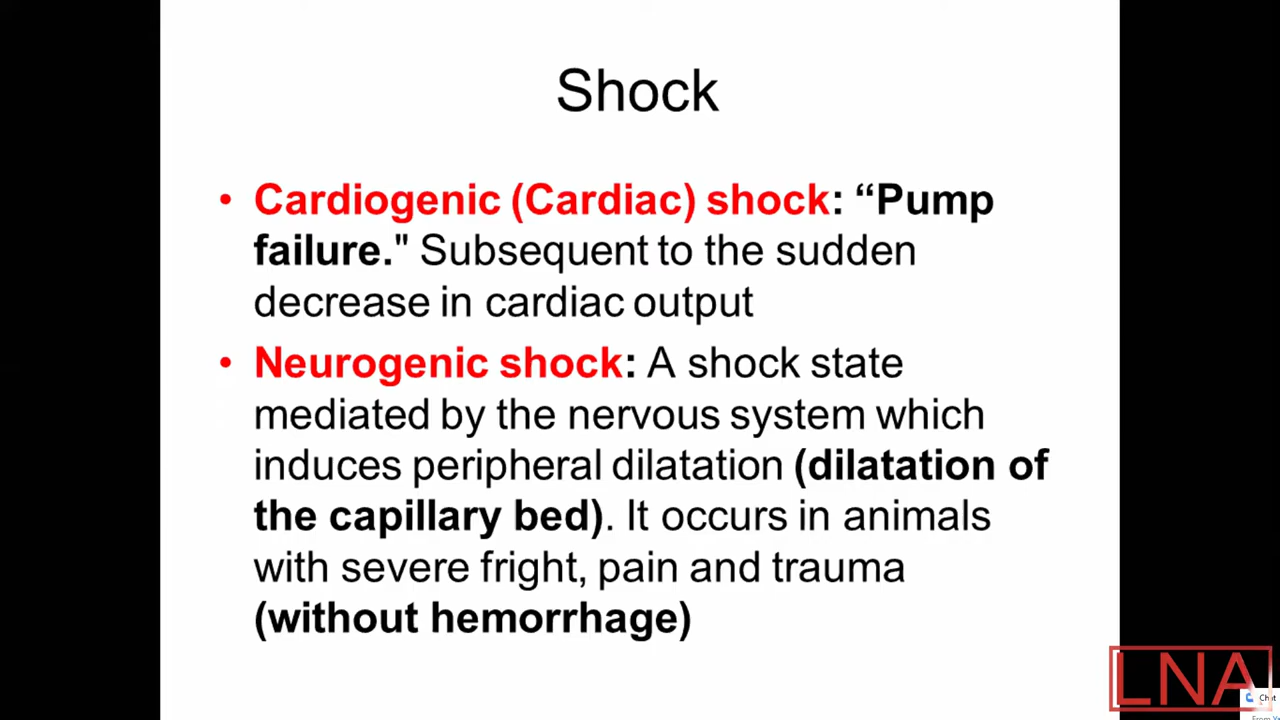 Shock
• Cardiogenic (Cardiac) shock: “Pump
failure." Subsequent to the sudden
decrease in cardiac output
• Neurogenic shock: A shock state
mediated by the nervous system which
induces peripheral dilatation (dilatation of
the capillary bed). It occurs in animals
with severe fright, pain and trauma
(without hemorrhage)
LNA
Chat
From